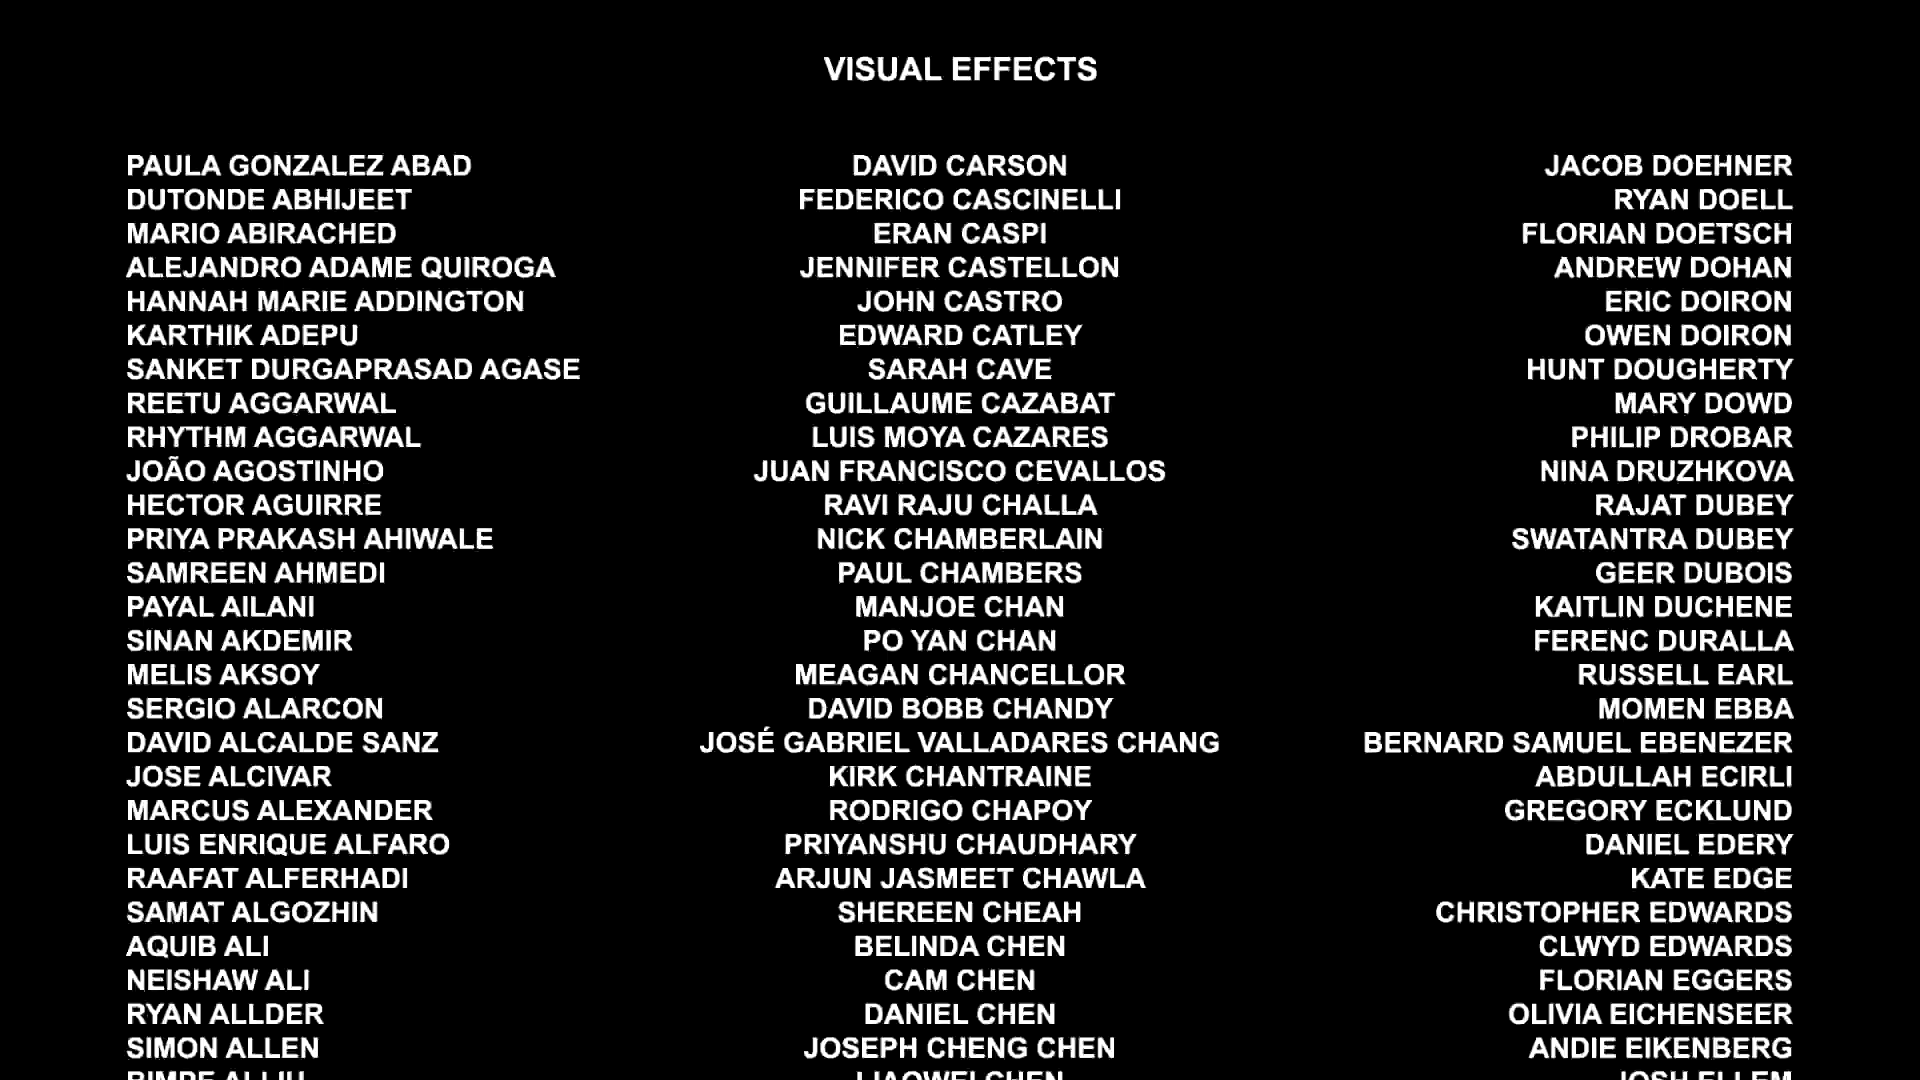 VISUAL EFFECTS
PAULA GONZALEZ ABAD
DUTONDE ABHIJEET
MARIO ABIRACHED
ALEJANDRO ADAME QUIROGA
HANNAH MARIE ADDINGTON
KARTHIK ADEPU
SANKET DURGAPRASAD AGASE
REETU AGGARWAL
RHYTHM AGGARWAL
JOÃO AGOSTINHO
HECTOR AGUIRRE
PRIYA PRAKASH AHIWALE
SAMREEN AHMEDI
PAYAL AILANI
SINAN AKDEMIR
MELIS AKSOY
SERGIO ALARCON
DAVID ALCALDE SANZ
JOSE ALCIVAR
MARCUS ALEXANDER
LUIS ENRIQUE ALFARO
RAAFAT ALFERHADI
SAMAT ALGOZHIN
AQUIB ALI
NEISHAW ALI
RYAN ALLDER
SIMON ALLEN
DAVID CARSON
FEDERICO CASCINELLI
ERAN CASPI
JENNIFER CASTELLON
JOHN CASTRO
EDWARD CATLEY
SARAH CAVE
GUILLAUME CAZABAT
LUIS MOYA CAZARES
JUAN FRANCISCO CEVALLOS
RAVI RAJU CHALLA
NICK CHAMBERLAIN
PAUL CHAMBERS
MANJOE CHAN
PO YAN CHAN
MEAGAN CHANCELLOR
DAVID BOBB CHANDY
JOSÉ GABRIEL VALLADARES CHANG
KIRK CHANTRAINE
RODRIGO CHAPOY
PRIYANSHU CHAUDHARY
ARJUN JASMEET CHAWLA
SHEREEN CHEAH
BELINDA CHEN
CAM CHEN
DANIEL CHEN
JOSEPH CHENG CHEN
JACOB DOEHNER
RYAN DOELL
FLORIAN DOETSCH
ANDREW DOHAN
ERIC DOIRON
OWEN DOIRON
HUNT DOUGHERTY
MARY DOWD
PHILIP DROBAR
NINA DRUZHKOVA
RAJAT DUBEY
SWATANTRA DUBEY
GEER DUBOIS
KAITLIN DUCHENE
FERENC DURALLA
RUSSELL EARL
MOMEN EBBA
BERNARD SAMUEL EBENEZER
ABDULLAH ECIRLI
GREGORY ECKLUND
DANIEL EDERY
KATE EDGE
CHRISTOPHER EDWARDS
CLWYD EDWARDS
FLORIAN EGGERS
OLIVIA EICHENSEER
ANDIE EIKENBERG